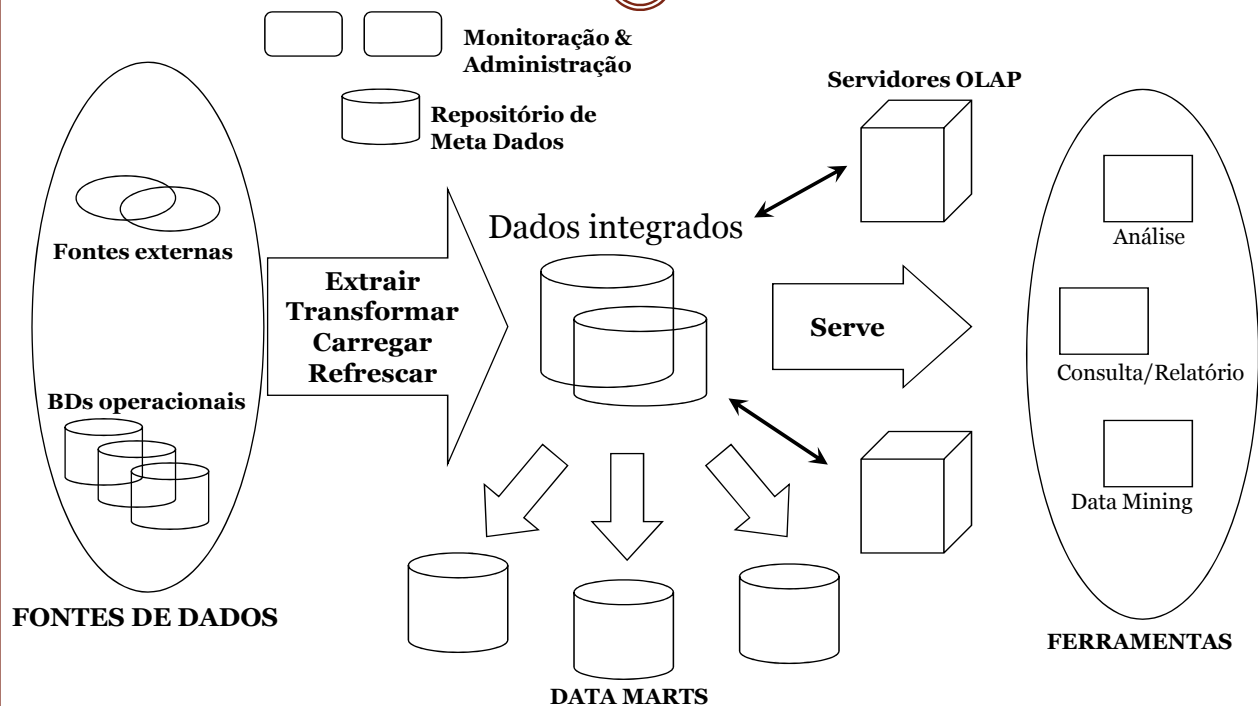 Monitoração &
Administração
Repositório de
Meta Dados
Servidores OLAP
Fontes externas
BDs operacionais
FONTES DE DADOS
Extrair
Transformar
Carregar
Refrescar
Dados integrados
Serve
DATA MARTS
Análise
Consulta/Relatório
Data Mining
FERRAMENTAS